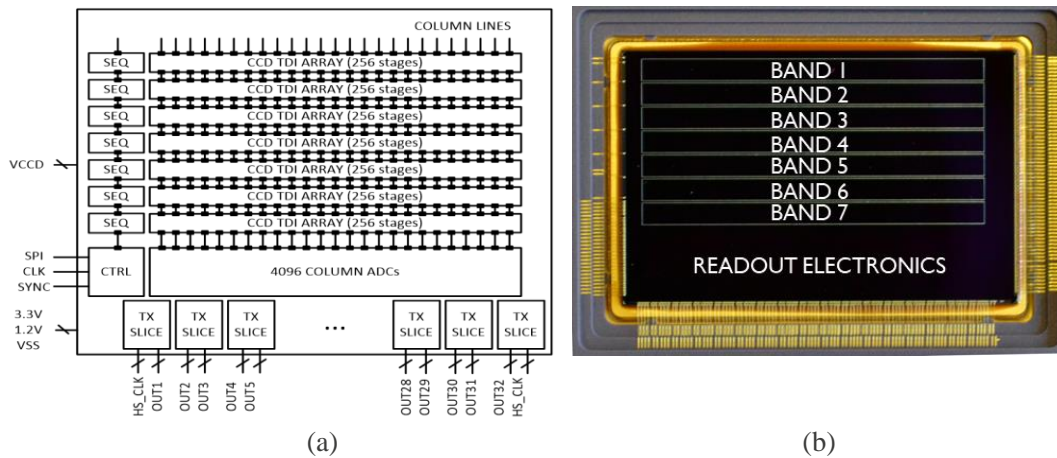 COLUMN LINES
SEQ CCD TDI ARRAY (256 stages)
SEQ CCD TDI ARRAY (256 stages)
SEQ CCD TDI ARRAY (256 stages)
SEQ CCD TDI ARRAY (256 stages)
VCCD SEQ CCD TDI ARRAY (256 stages)
SEQ CCD TDI ARRAY (256 stages)
SEQ CCD TDI ARRAY (256 stages)
SPI
CLK
SYNC
CTRL
4096 COLUMN ADCs
3.3V
1.2V
VSS
TX SLICE
TX SLICE
TX SLICE
...
TX SLICE
TX SLICE
TX SLICE
HS_CLK
OUT1
OUT2
OUT3
OUT4
OUT5
OUT28
OUT29
OUT30
OUT31
OUT32
HS_CLK
(a)
BAND 1
BAND 2
BAND 3
BAND 4
BAND 5
BAND 6
BAND 7
READOUT ELECTRONICS
(b)